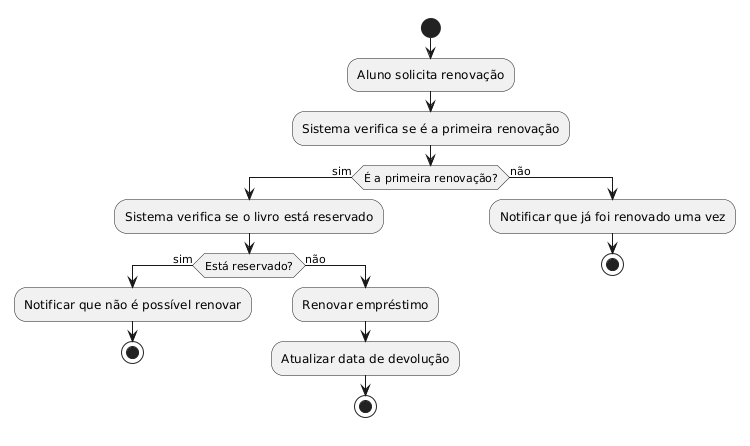 Aluno solicita renovação
Sistema verifica se é a primeira renovação
sim
É a primeira renovação?
não
Sistema verifica se o livro está reservado
Notificar que já foi renovado uma vez
sim
Está reservado?
não
Notificar que não é possível renovar
Renovar empréstimo
Atualizar data de devolução